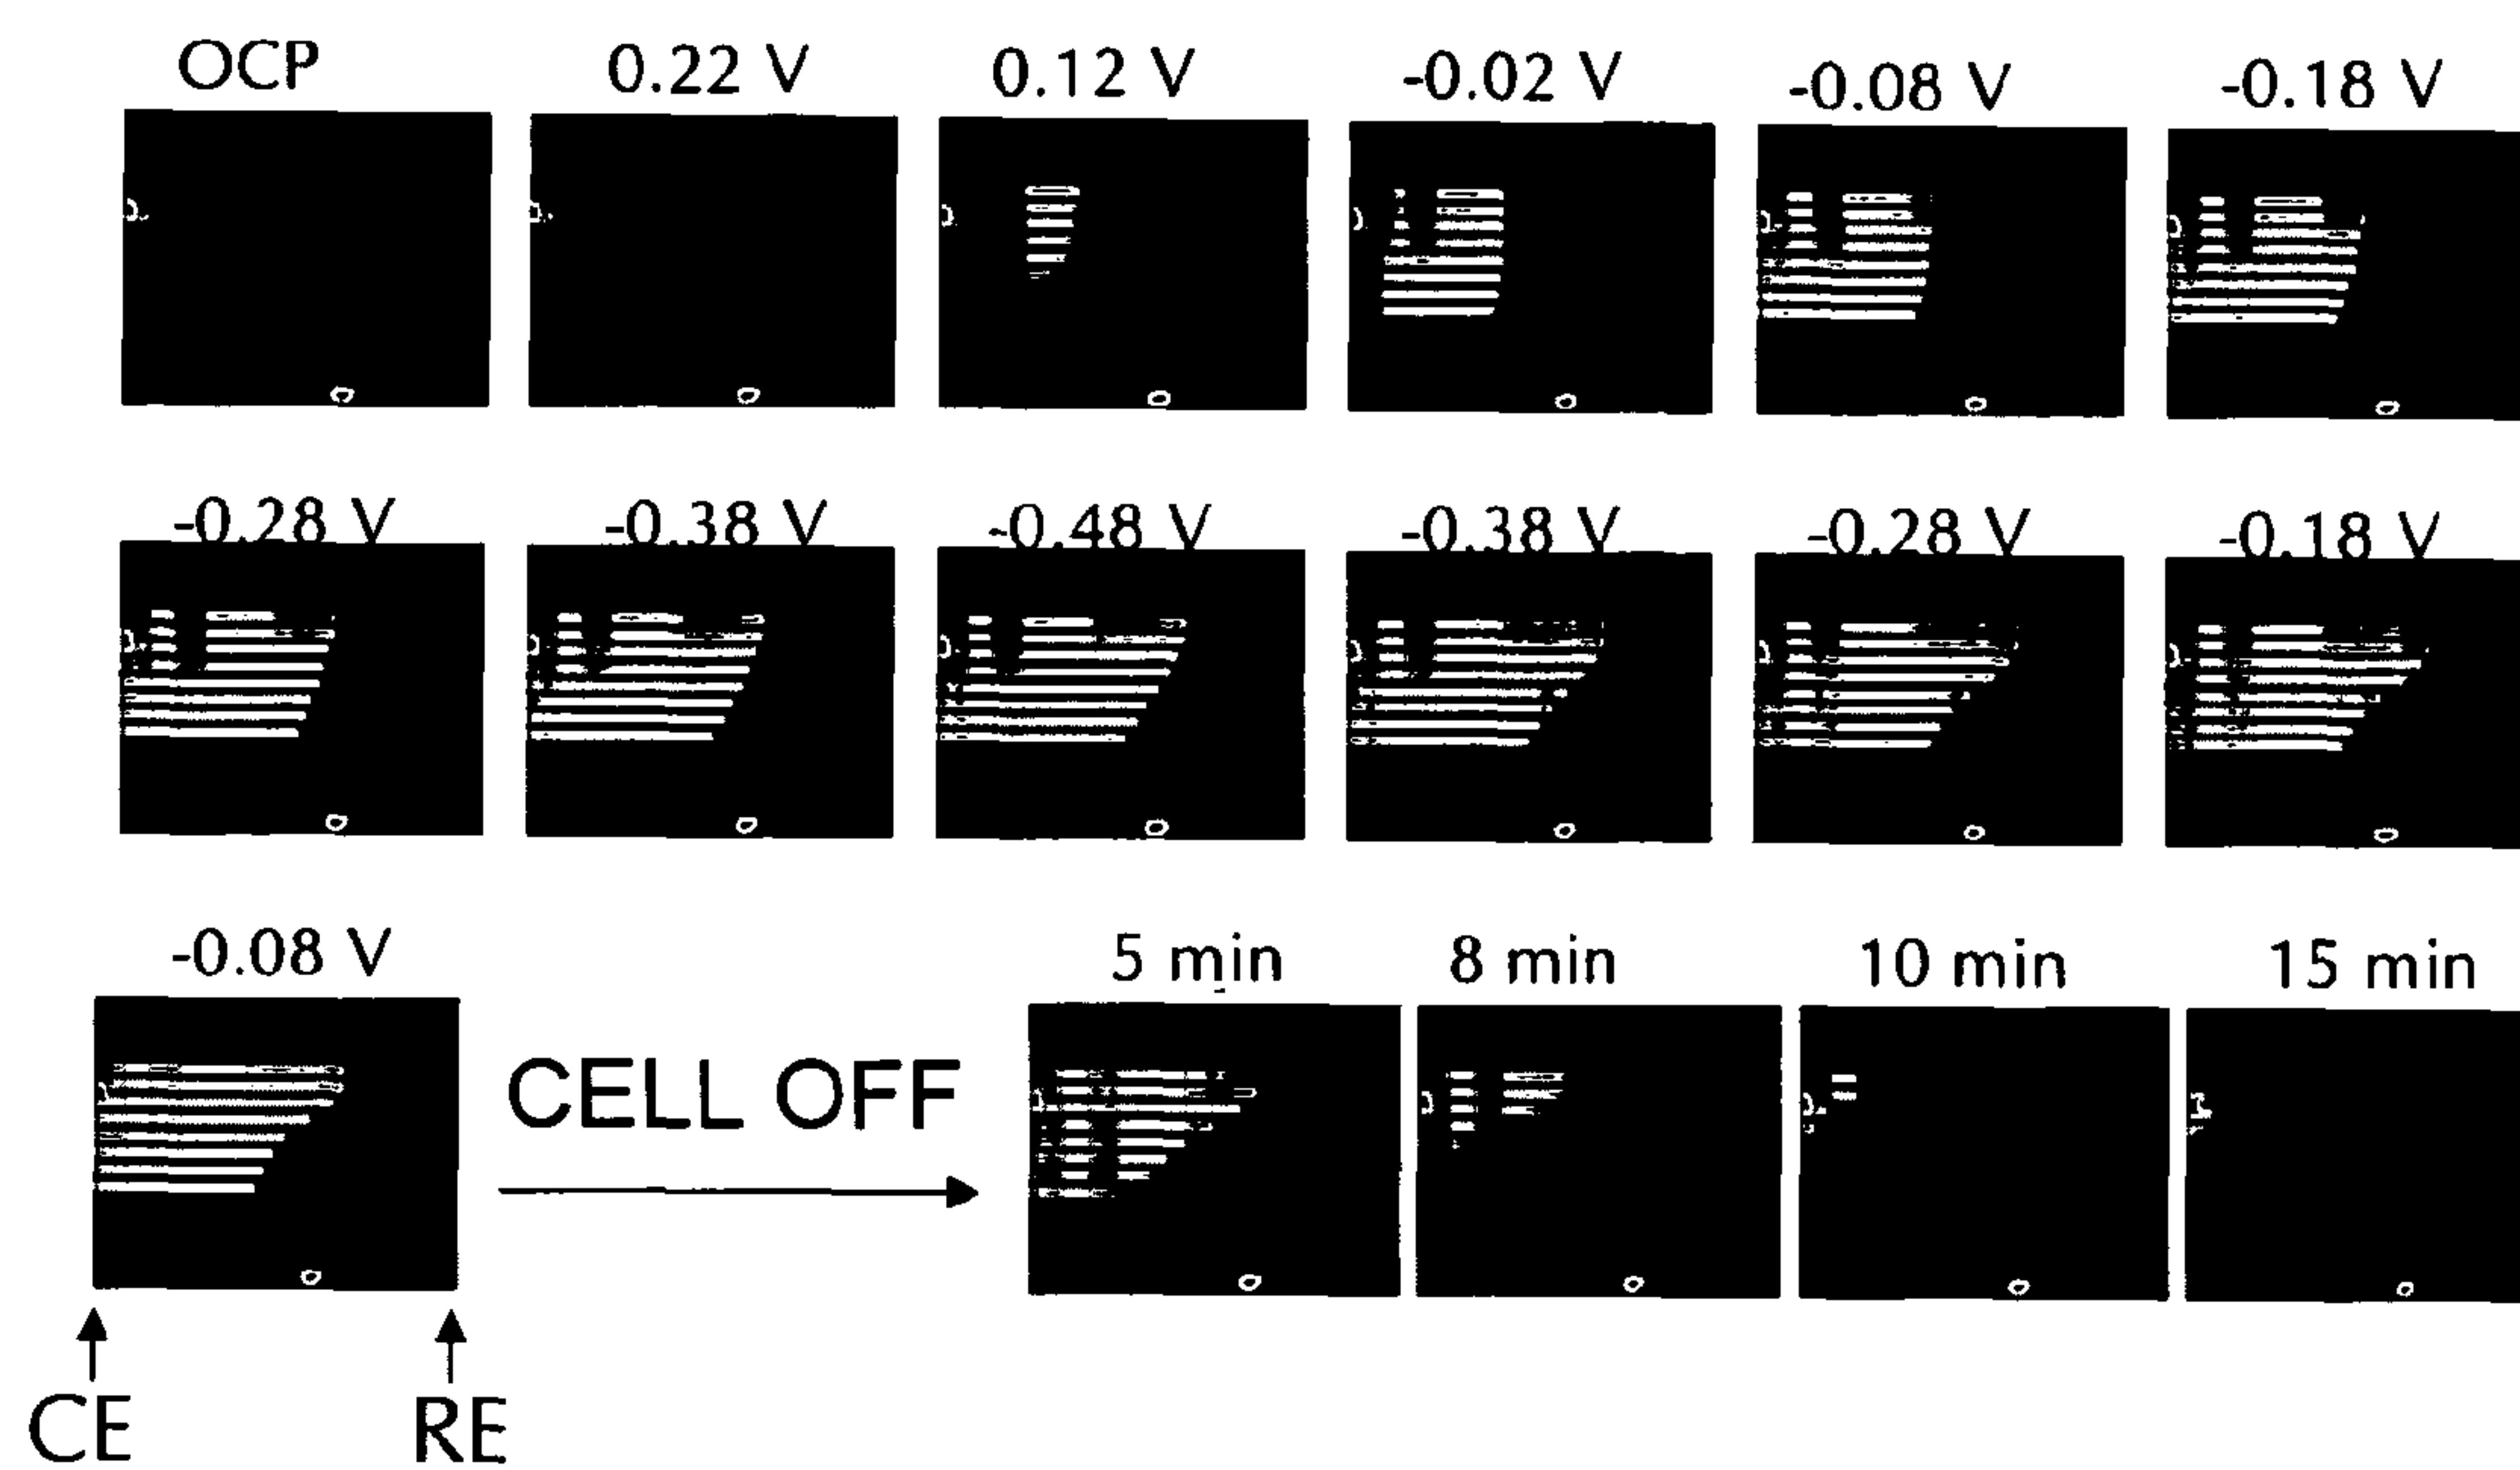 OCP 0.22 V 0.12 V -0.02 V -0.08 V -0.18 V
-0.28 V -0.38 V -0.48 V -0.38 V -0.28 V -0.18 V
-0.08 V 5 min 8 min 10 min 15 min
CELL OFF
CE RE